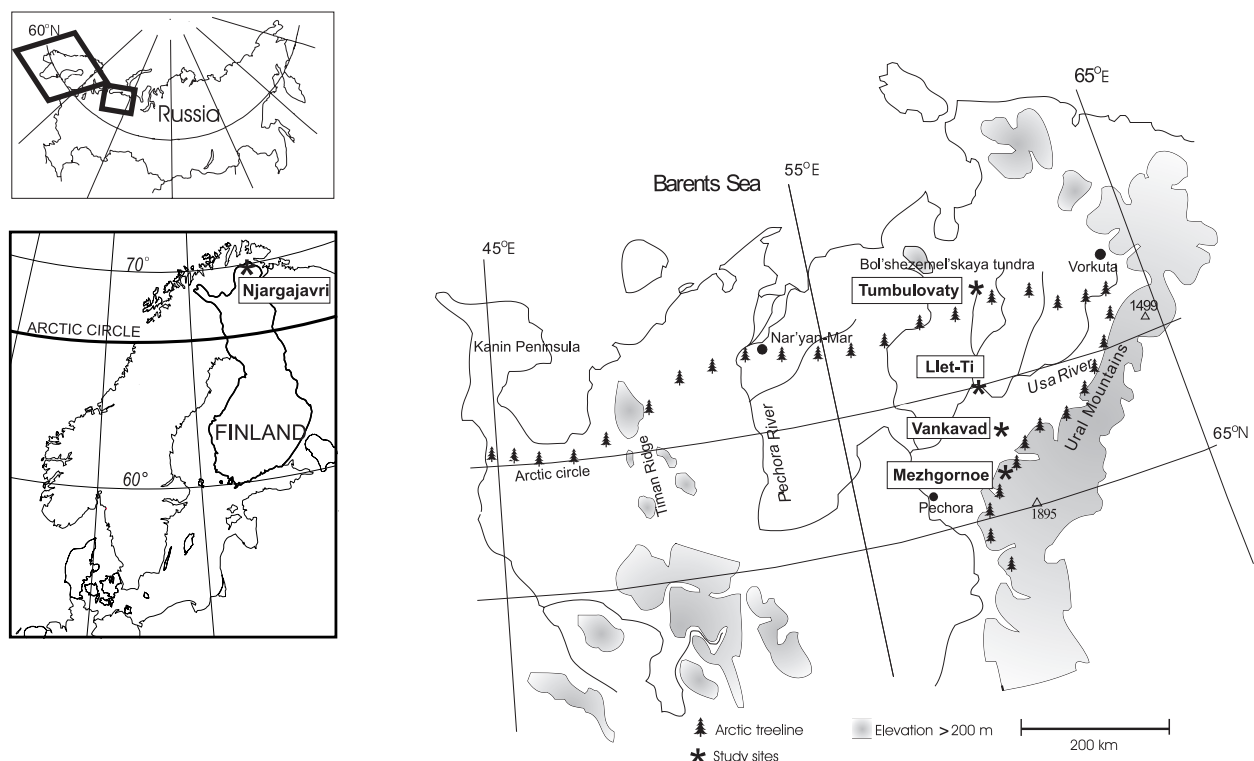 60°N
Russia
70°
Njargajavri
ARCTIC CIRCLE
FINLAND
60°
65°E
55°E
Barents Sea
45°E
Bol'shezemel'skaya tundra
Vorkuta
Tumbulovaty
1499
Nar'yan-Mar
Kanin Penınsula
Llet-Ti
Usa River
Ural Mountains
Vankavad
65°N
Pechora River
Timan Ridge
Arctic circle
Mezhgornoe
Pechora
1895
Arctic treeline
Elevation >200 m
200 km
Study sites